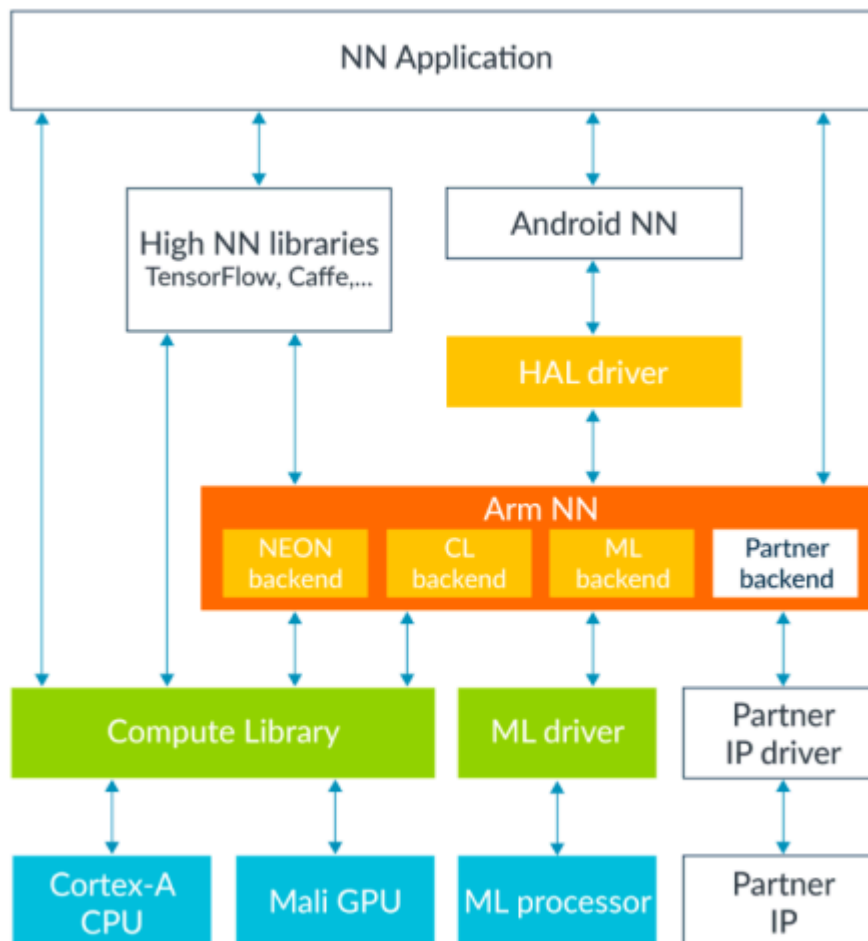 NN Application
High NN libraries
TensorFlow, Caffe,...
Android NN
HAL driver
Arm NN
NEON
backend
CL
backend
ML
backend
Partner
backend
Compute Library
ML driver
Partner
IP driver
Cortex-A
CPU
Mali GPU
ML processor
Partner
IP